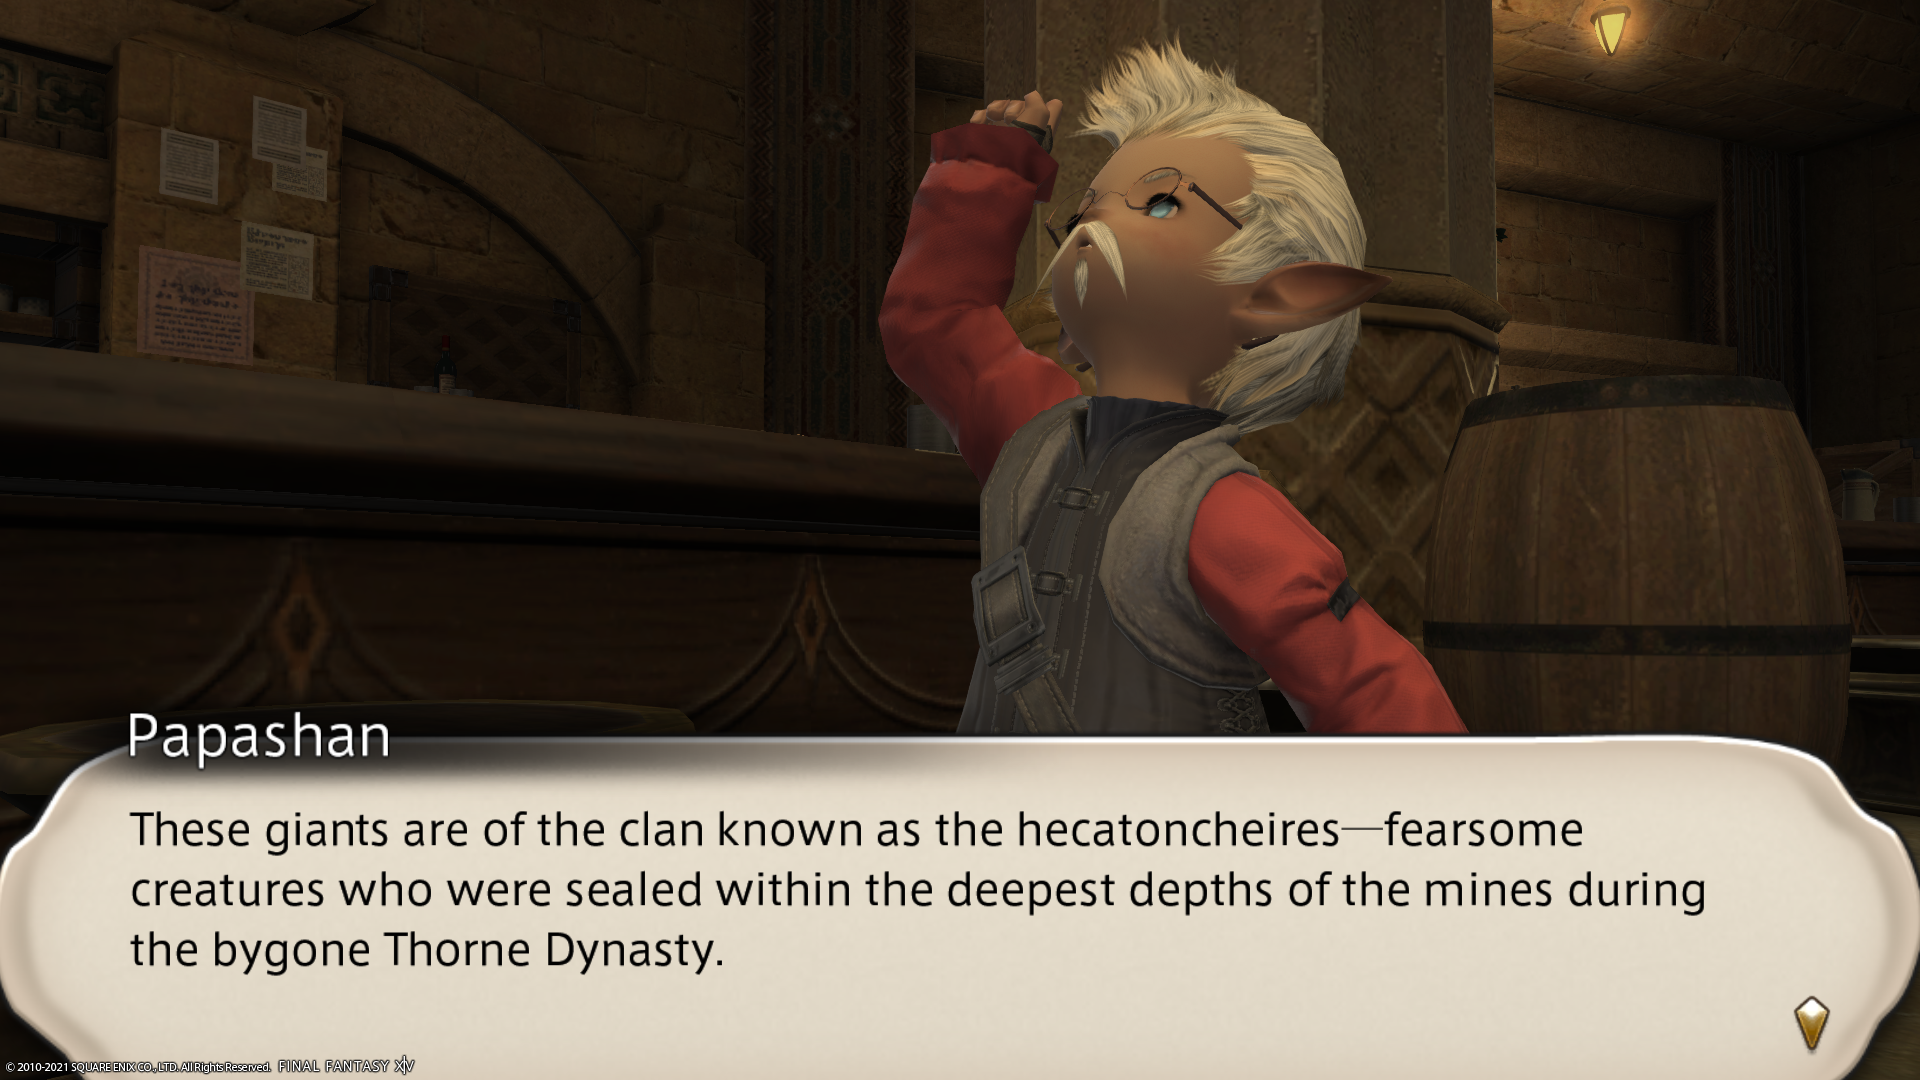 Papashan
These giants are of the clan known as the hecatoncheires—fearsome
creatures who were sealed within the deepest depths of the mines during
the bygone Thorne Dynasty.
© 2010-2021 SQUARE ENIX CO., LTD. All Rights Reserved. FINAL FANTASY XIV